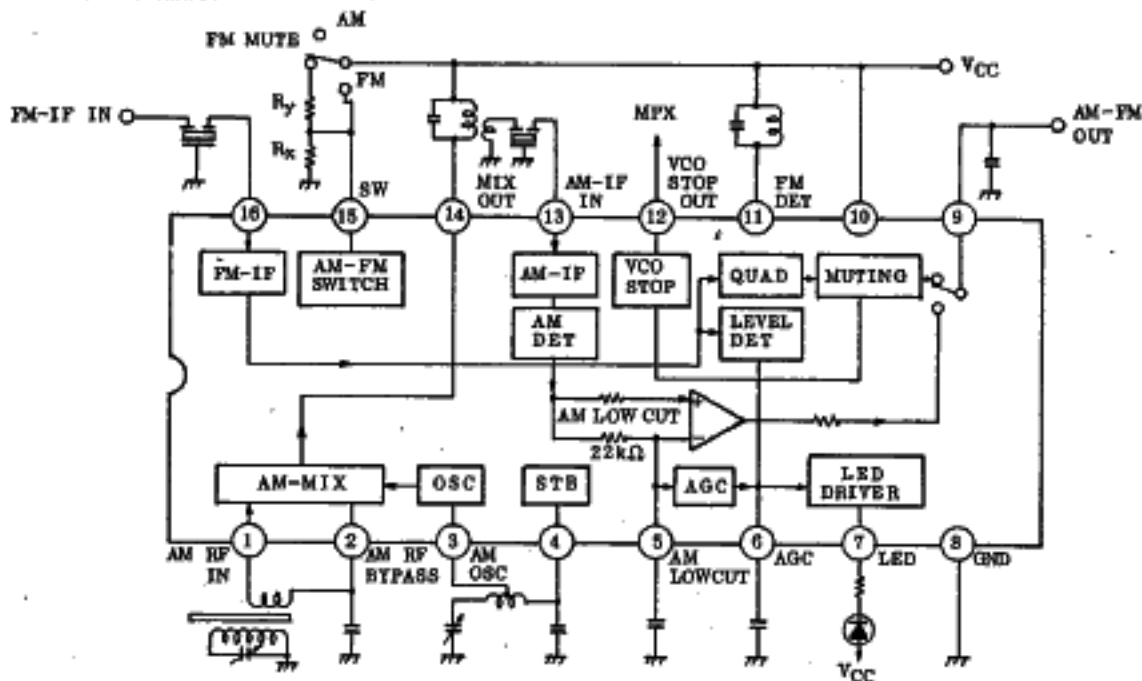 AM
FM MUTE
FM
VCC
FM-IF IN
Ry
Rx
SW
MIX OUT
AM-IF IN
MPX
VCO STOP OUT
FM DET
AM-FM OUT
16
15
14
13
12
11
10
9
FM-IF
AM-FM SWITCH
AM-IF
VCO STOP
QUAD
MUTING
AM DET
LEVEL DET
AM LOW CUT
+
−
22kΩ
AM-MIX
OSC
STB
AGC
LED DRIVER
1
2
3
4
5
6
7
8
AM RF IN
AM RF BYPASS
AM OSC
AM LOWCUT
AGC
LED
GND
VCC